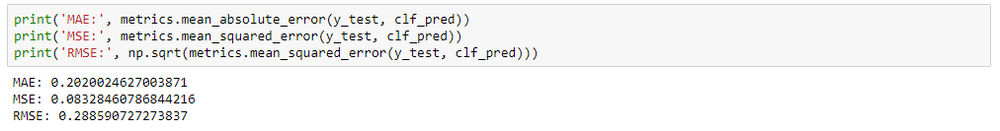 print('MAE:', metrics.mean_absolute_error(y_test, clf_pred))
print('MSE:', metrics.mean_squared_error(y_test, clf_pred))
print('RMSE:', np.sqrt(metrics.mean_squared_error(y_test, clf_pred)))
MAE: 0.2020024627003871
MSE: 0.08328460786844216
RMSE: 0.288590727273837